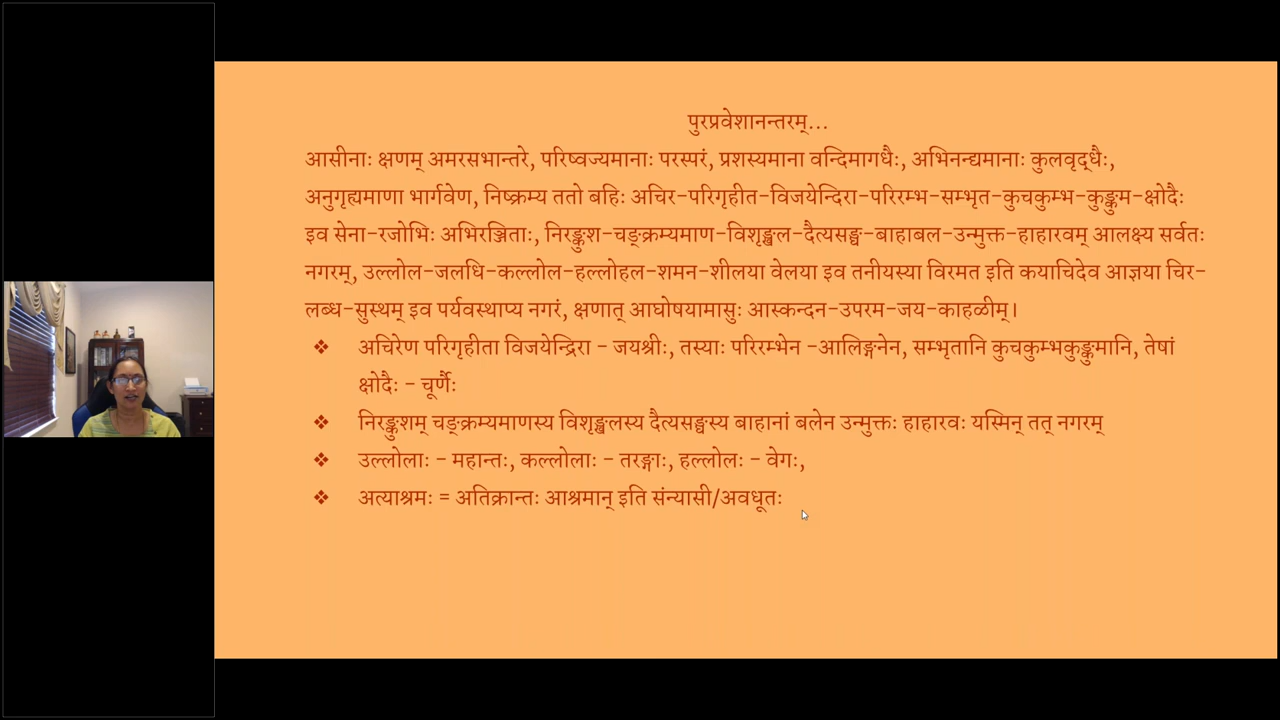 पुरप्रवेशानन्तरम्...
आसीनाः क्षणम् अमरसभान्तरे, परिष्वज्यमानाः परस्परं, प्रशस्यमाना वन्दिमागधैः, अभिनन्द्यमानाः कुलवृद्धैः,
अनुगृह्यमाणा भार्गवेण, निष्क्रम्य ततो बहिः अचिर-परिगृहीत-विजयेन्दिरा-परिरम्भ-सम्भृत-कुचकुम्भ-कुङ्कुम-क्षोदैः
इव सेना-रजोभिः अभिरञ्जिताः, निरङ्कुश-चङ्क्रम्यमाण-विशृङ्खल-दैत्यसङ्घ-बाहाबल-उन्मुक्त-हाहारवम् आलक्ष्य सर्वतः
नगरम्, उल्लोल-जलधि-कल्लोल-हल्लोहल-शमन-शीलया वेलया इव तनीयस्या विरमत इति कयाचिदेव आज्ञया चिर-
लब्ध-सुस्थम् इव पर्यवस्थाप्य नगरं, क्षणात् आघोषयामासुः आस्कन्दन-उपरम-जय-काहळीम्।
❖ अचिरेण परिगृहीता विजयेन्द्रिरा - जयश्रीः, तस्याः परिरम्भेन -आलिङ्गनेन, सम्भृतानि कुचकुम्भकुङ्कुमानि, तेषां
क्षोदैः - चूर्णैः
❖ निरङ्कुशम् चङ्क्रम्यमाणस्य विशृङ्खलस्य दैत्यसङ्घस्य बाहानां बलेन उन्मुक्तः हाहारवः यस्मिन् तत् नगरम्
❖ उल्लोलाः - महान्तः, कल्लोलाः - तरङ्गाः, हल्लोलः - वेगः,
❖ अत्याश्रमः = अतिक्रान्तः आश्रमान् इति संन्यासी/अवधूतः